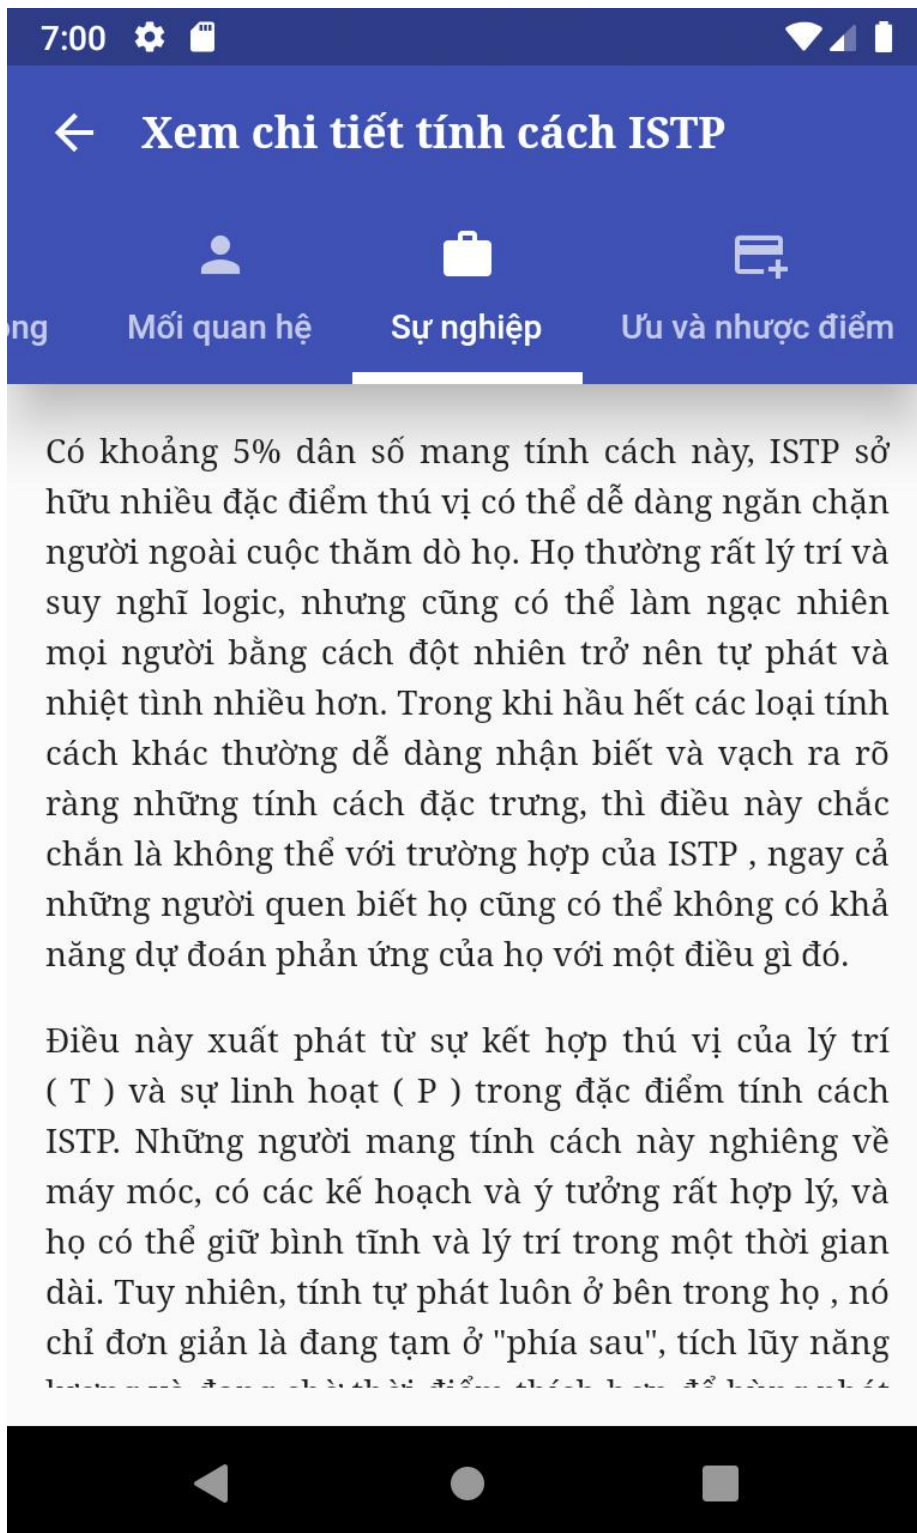 7:00
Xem chi tiết tính cách ISTP
ong
Mối quan hệ
Sự nghiệp
Ưu và nhược điểm
Có khoảng 5% dân số mang tính cách này, ISTP sở
hữu nhiều đặc điểm thú vị có thể dễ dàng ngăn chặn
người ngoài cuộc thăm dò họ. Họ thường rất lý trí và
suy nghĩ logic, nhưng cũng có thể làm ngạc nhiên
mọi người bằng cách đột nhiên trở nên tự phát và
nhiệt tình nhiều hơn. Trong khi hầu hết các loại tính
cách khác thường dễ dàng nhận biết và vạch ra rõ
ràng những tính cách đặc trưng, thì điều này chắc
chắn là không thể với trường hợp của ISTP , ngay cả
những người quen biết họ cũng có thể không có khả
năng dự đoán phản ứng của họ với một điều gì đó.
Điều này xuất phát từ sự kết hợp thú vị của lý trí
( T ) và sự linh hoạt ( P ) trong đặc điểm tính cách
ISTP. Những người mang tính cách này nghiêng về
máy móc, có các kế hoạch và ý tưởng rất hợp lý, và
họ có thể giữ bình tĩnh và lý trí trong một thời gian
dài. Tuy nhiên, tính tự phát luôn ở bên trong họ , nó
chỉ đơn giản là đang tạm ở "phía sau", tích lũy năng